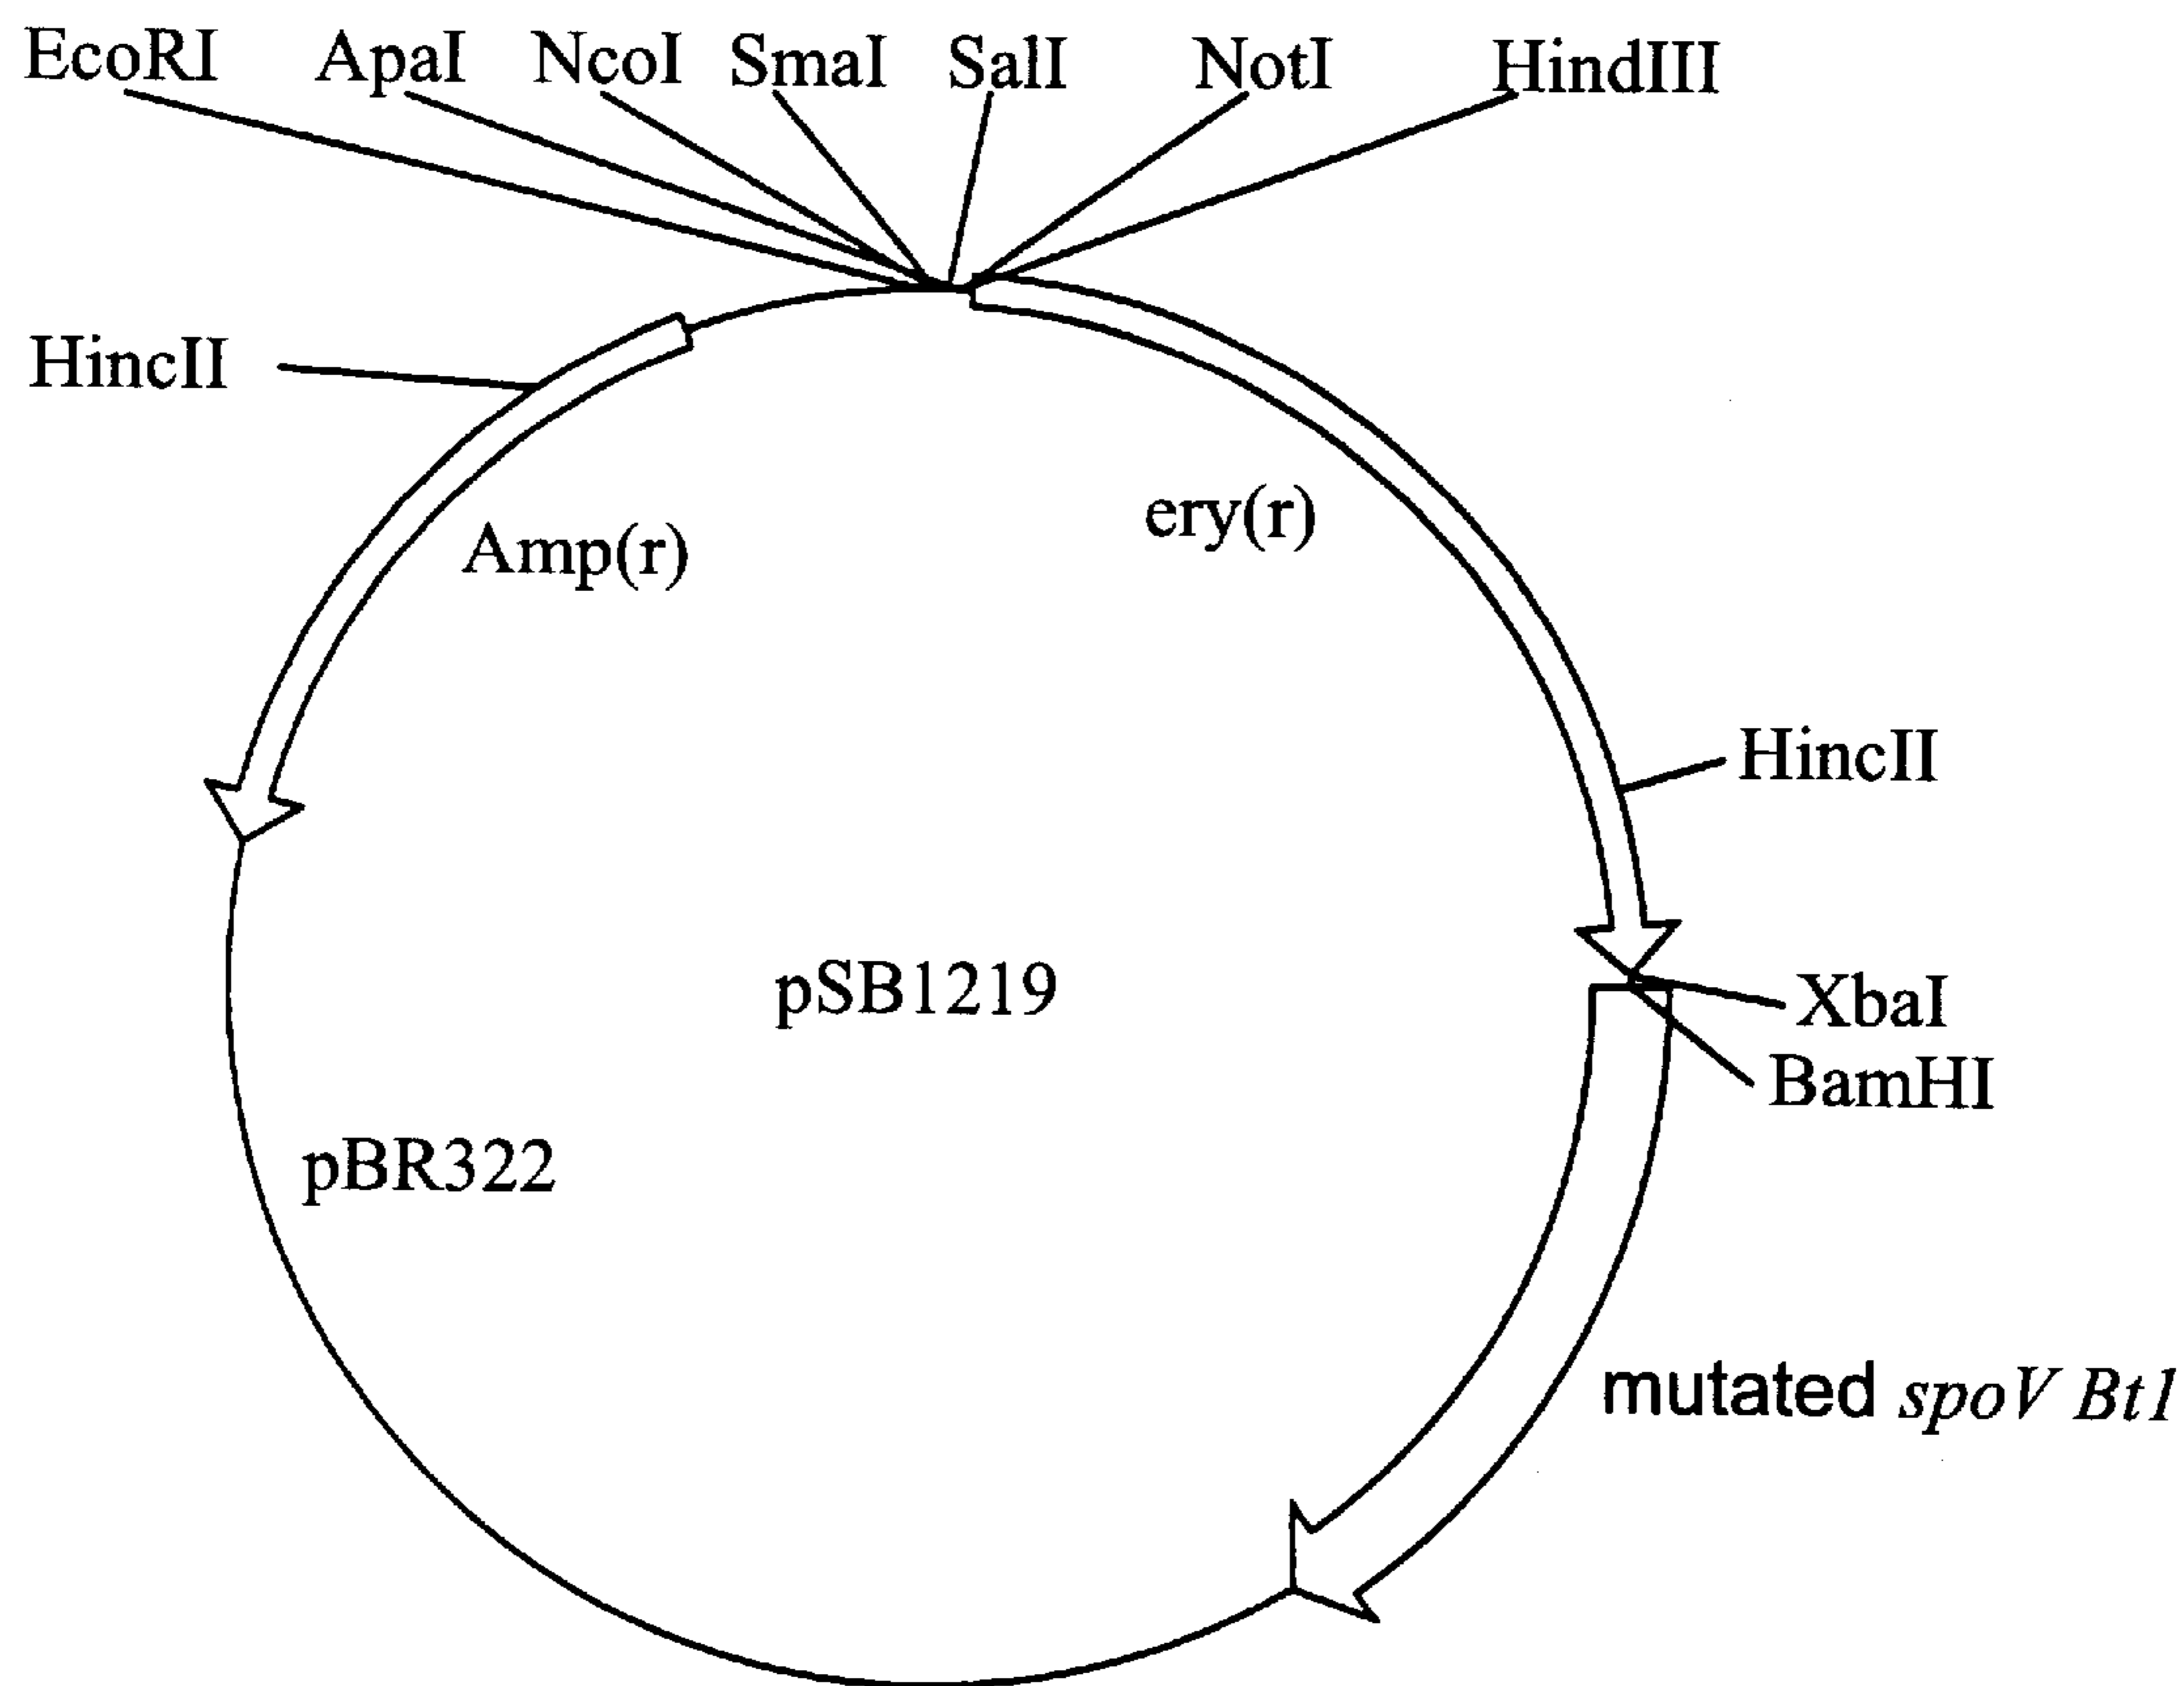 EcoRI ApaI NcoI SmaI SalI NotI HindIII
HincII
ery(r)
Amp(r)
HincII
pSB1219
XbaI
BamHI
pBR322
mutated spoV Bt1